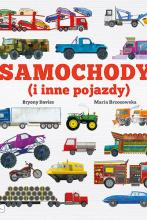 SAMOCHODY
(i inne pojazdy)
Bryony Davies
Maria Brzozowska